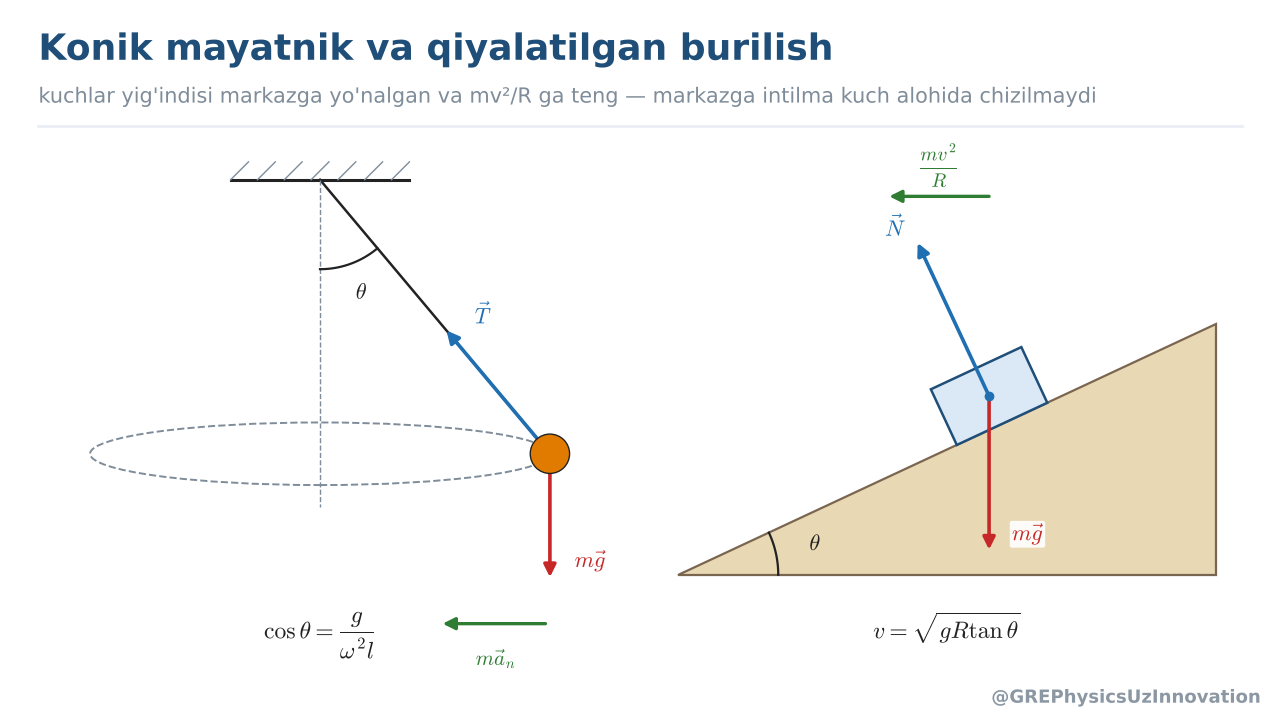 Konik mayatnik va qiyalatilgan burilish
kuchlar yig'indisi markazga yo'nalgan va mv²/R ga teng — markazga intilma kuch alohida chizilmaydi
θ
T⃗
mg⃗
cos θ = g / ω²l
ma⃗ₙ
mv² / R
N⃗
mg⃗
θ
v = √(gR tan θ)
@GREPhysicsUzInnovation